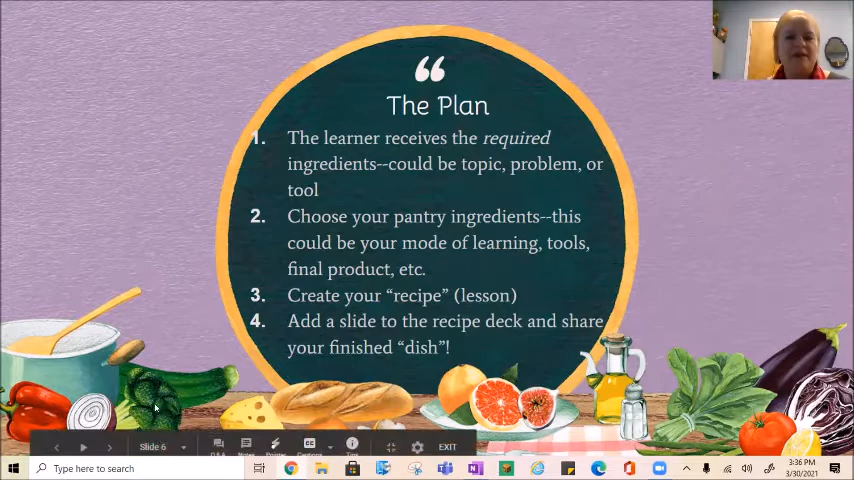 “
The Plan
1. The learner receives the required
ingredients--could be topic, problem, or
tool
2. Choose your pantry ingredients--this
could be your mode of learning, tools,
final product, etc.
3. Create your “recipe” (lesson)
4. Add a slide to the recipe deck and share
your finished “dish”!
Slide 6
Q&A Notes Pointer Captions Tips EXIT
Type here to search
3:36 PM
3/30/2021